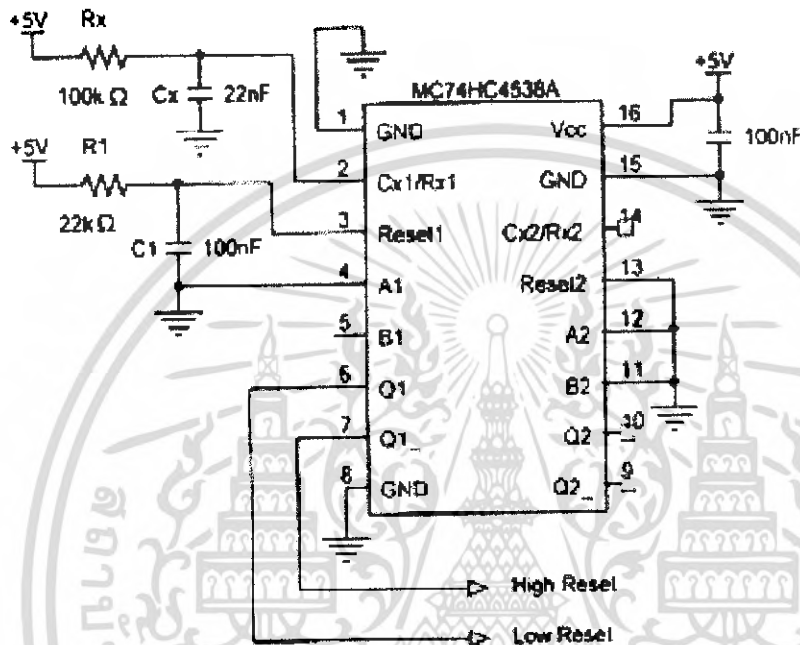 +5V Rx
100k Ω Cx 22nF
+5V R1
22k Ω
C1 100nF
MC74HC4538A
+5V
100nF
1 GND
2 Cx1/Rx1
3 Reset1
4 A1
5 B1
6 Q1
7 Q1_
8 GND
Vcc 16
GND 15
Cx2/Rx2 14
Reset2 13
A2 12
B2 11
Q2 10
Q2_ 9
High Reset
Low Reset